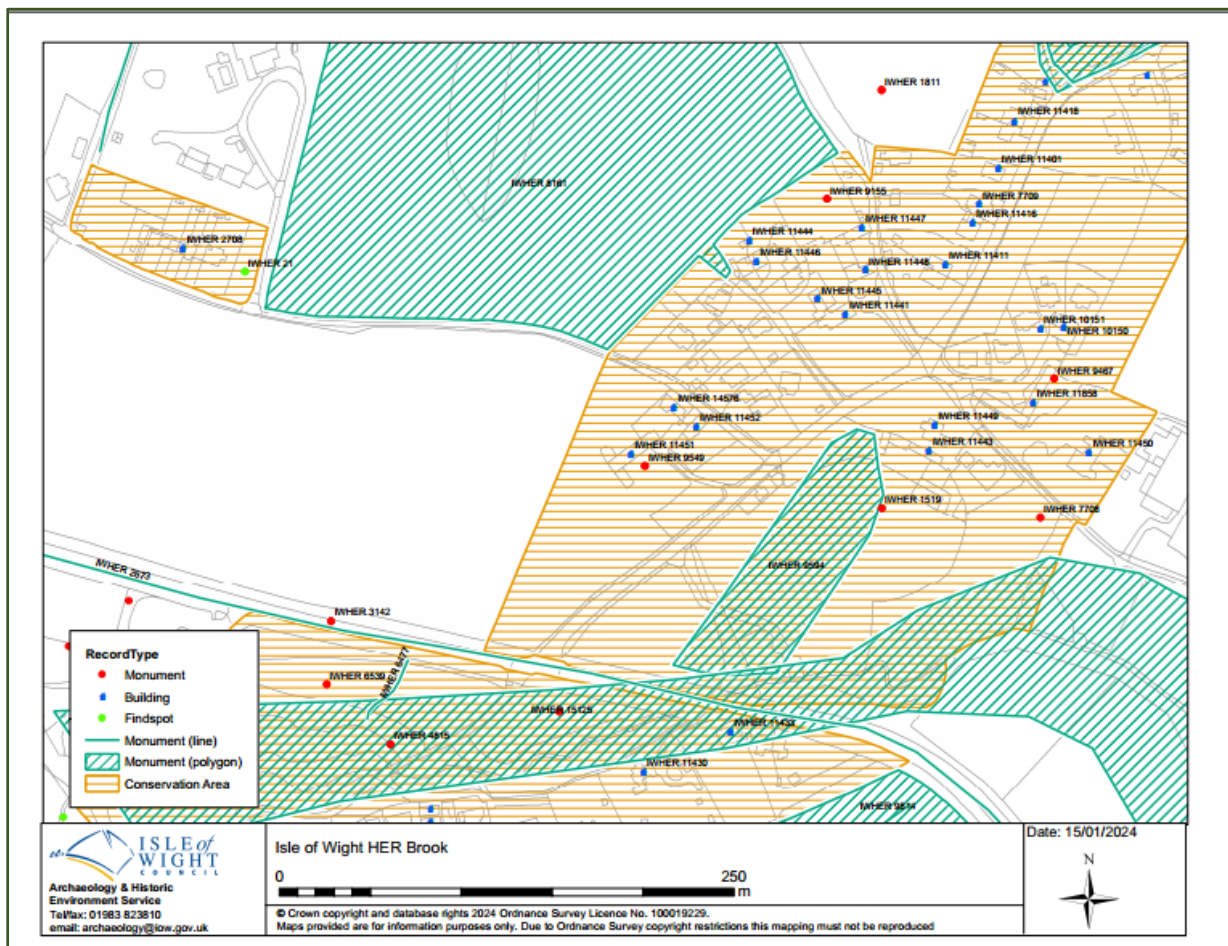 IWHER 1811
IWHER 11418
IWHER 11401
IWHER 8161
IWHER 9155
IWHER 7709
IWHER 11447
IWHER 11416
IWHER 11444
IWHER 2708
IWHER 11446
IWHER 21
IWHER 11448
IWHER 11411
IWHER 11445
IWHER 11441
IWHER 10151
IWHER 10150
IWHER 9467
IWHER 14576
IWHER 11858
IWHER 11452
IWHER 11449
IWHER 11451
IWHER 11443
IWHER 11450
IWHER 9549
IWHER 1519
IWHER 7708
IWHER 9594
IWHER 2673
IWHER 3142
IWHER 6477
IWHER 6539
IWHER 15125
IWHER 11433
IWHER 4815
IWHER 11430
IWHER 9814
RecordType
Monument
Building
Findspot
Monument (line)
Monument (polygon)
Conservation Area
ISLE of
WIGHT
COUNCIL
Archaeology & Historic
Environment Service
Tel/fax: 01983 823810
email: archaeology@iow.gov.uk
Isle of Wight HER Brook
0 250
m
© Crown copyright and database rights 2024 Ordnance Survey Licence No. 100019229.
Maps provided are for information purposes only. Due to Ordnance Survey copyright restrictions this mapping must not be reproduced
Date: 15/01/2024
N